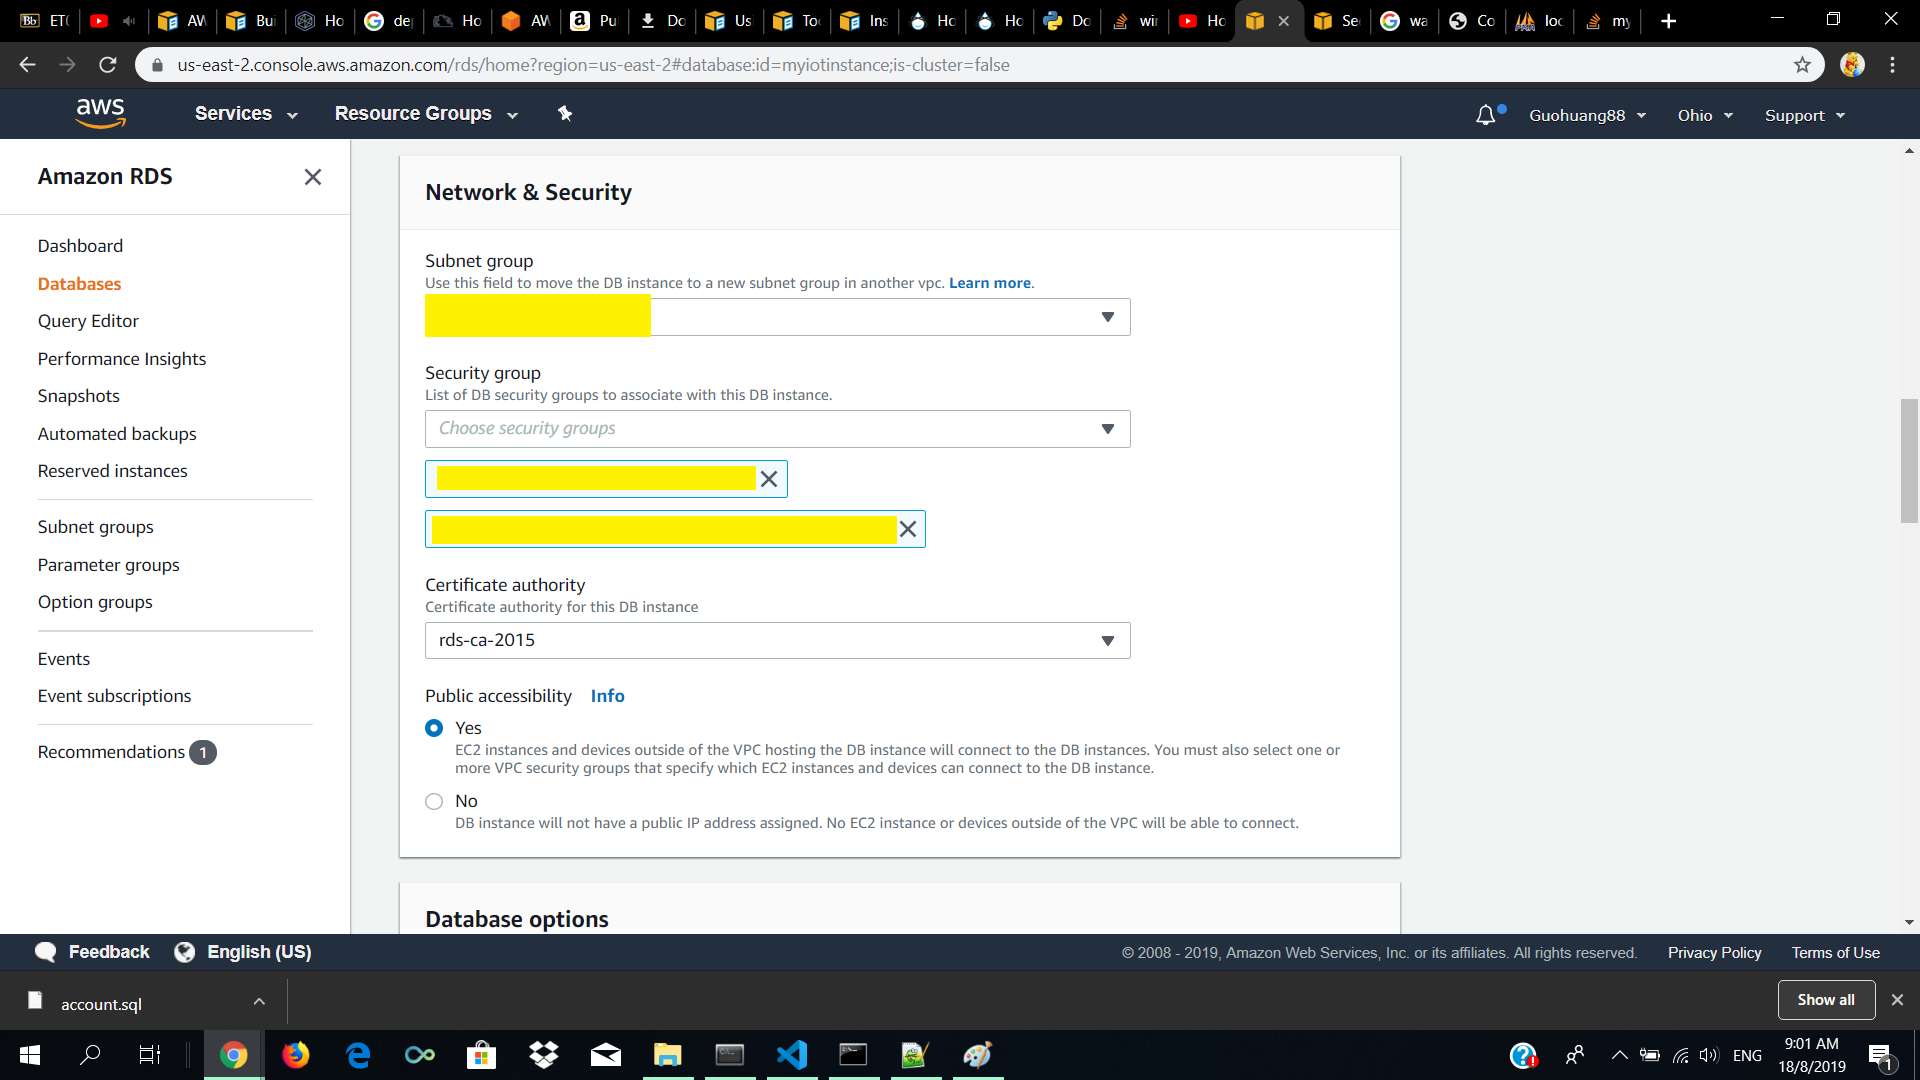 Bb ETC
AW
Bui
Ho
dep
Ho
AW
a Pu
Do
Us
To
Ins
Ho
Ho
Do
wir
Ho
Se
wa
Co
loc
my
us-east-2.console.aws.amazon.com/rds/home?region=us-east-2#database:id=myiotinstance;is-cluster=false
aws
Services
Resource Groups
Guohuang88
Ohio
Support
Amazon RDS
Dashboard
Databases
Query Editor
Performance Insights
Snapshots
Automated backups
Reserved instances
Subnet groups
Parameter groups
Option groups
Events
Event subscriptions
Recommendations 1
Network & Security
Subnet group
Use this field to move the DB instance to a new subnet group in another vpc. Learn more.
Security group
List of DB security groups to associate with this DB instance.
Choose security groups
Certificate authority
Certificate authority for this DB instance
rds-ca-2015
Public accessibility Info
Yes
EC2 instances and devices outside of the VPC hosting the DB instance will connect to the DB instances. You must also select one or
more VPC security groups that specify which EC2 instances and devices can connect to the DB instance.
No
DB instance will not have a public IP address assigned. No EC2 instance or devices outside of the VPC will be able to connect.
Database options
Feedback
English (US)
© 2008 - 2019, Amazon Web Services, Inc. or its affiliates. All rights reserved.
Privacy Policy
Terms of Use
account.sql
Show all
ENG
9:01 AM
18/8/2019
1